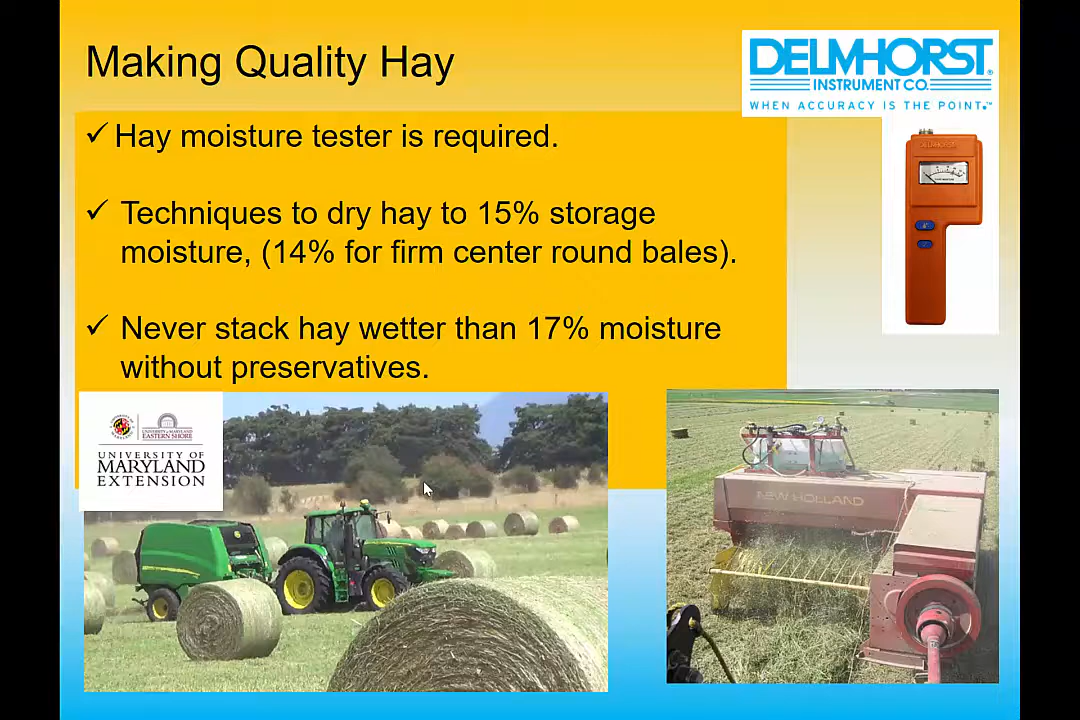 Making Quality Hay
DELMHORST®
INSTRUMENT CO.
WHEN ACCURACY IS THE POINT.™
✓ Hay moisture tester is required.
DELMHORST
✓ Techniques to dry hay to 15% storage
moisture, (14% for firm center round bales).
✓ Never stack hay wetter than 17% moisture
without preservatives.
UNIVERSITY OF MARYLAND
EASTERN SHORE
UNIVERSITY OF
MARYLAND
EXTENSION
NEW HOLLAND